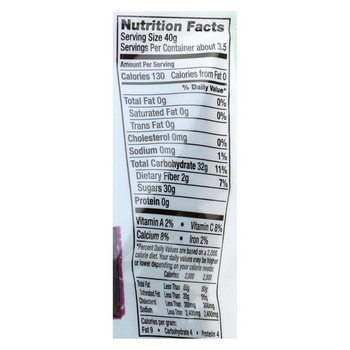 Nutrition Facts
Serving Size 40g
Servings Per Container about 3.5
Amount Per Serving
Calories 130 Calories from Fat 0
% Daily Value*
Total Fat 0g 0%
Saturated Fat 0g 0%
Trans Fat 0g
Cholesterol 0mg 0%
Sodium 0mg 1%
Total Carbohydrate 32g 11%
Dietary Fiber 2g 7%
Sugars 30g
Protein 0g
Vitamin A 2% • Vitamin C 8%
Calcium 8% • Iron 2%
*Percent Daily Values are based on a 2,000
calorie diet. Your daily values may be higher
or lower depending on your calorie needs:
Calories: 2,000 2,500
Total Fat Less Than 65g 80g
Saturated Fat Less Than 20g 25g
Cholesterol Less Than 300mg 300mg
Sodium Less Than 2,400mg 2,400mg
Calories per gram:
Fat 9 • Carbohydrate 4 • Protein 4